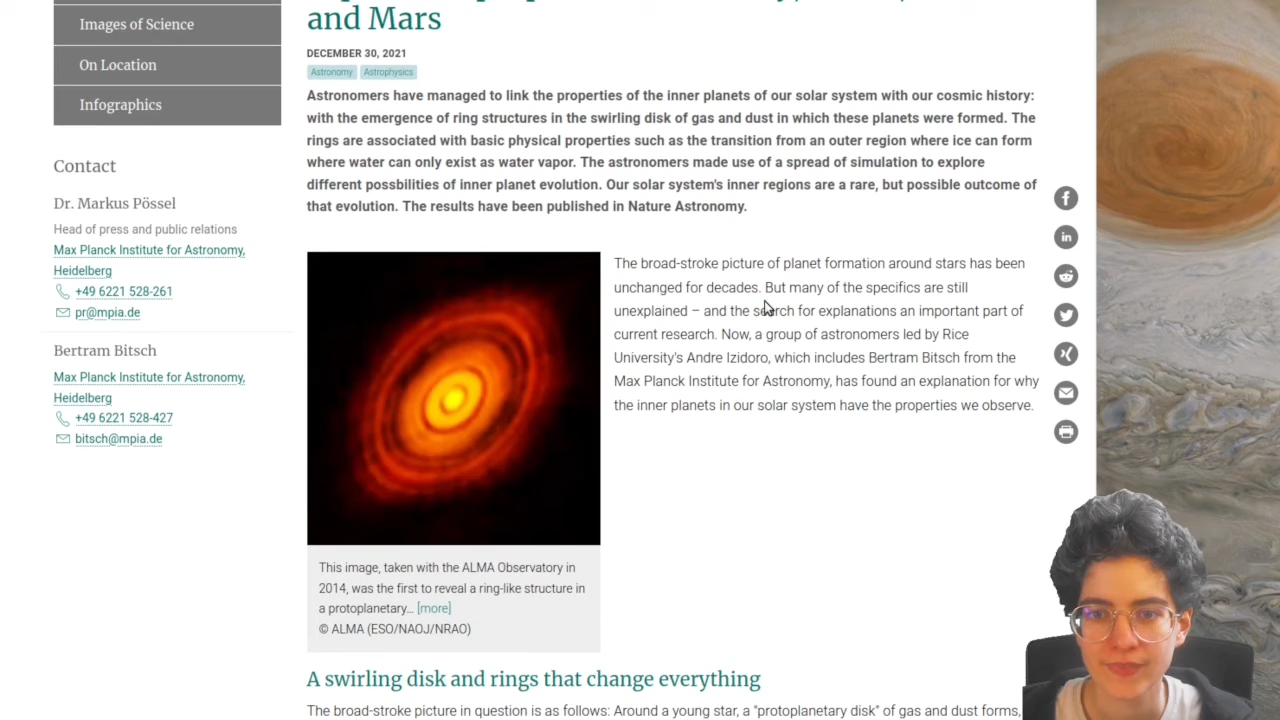 Images of Science
On Location
Infographics
Contact
Dr. Markus Pössel
Head of press and public relations
Max Planck Institute for Astronomy,
Heidelberg
+49 6221 528-261
pr@mpia.de
Bertram Bitsch
Max Planck Institute for Astronomy,
Heidelberg
+49 6221 528-427
bitsch@mpia.de
and Mars
DECEMBER 30, 2021
Astronomy Astrophysics
Astronomers have managed to link the properties of the inner planets of our solar system with our cosmic history:
with the emergence of ring structures in the swirling disk of gas and dust in which these planets were formed. The
rings are associated with basic physical properties such as the transition from an outer region where ice can form
where water can only exist as water vapor. The astronomers made use of a spread of simulation to explore
different possbilities of inner planet evolution. Our solar system's inner regions are a rare, but possible outcome of
that evolution. The results have been published in Nature Astronomy.
The broad-stroke picture of planet formation around stars has been
unchanged for decades. But many of the specifics are still
unexplained – and the search for explanations an important part of
current research. Now, a group of astronomers led by Rice
University's Andre Izidoro, which includes Bertram Bitsch from the
Max Planck Institute for Astronomy, has found an explanation for why
the inner planets in our solar system have the properties we observe.
This image, taken with the ALMA Observatory in
2014, was the first to reveal a ring-like structure in
a protoplanetary… [more]
© ALMA (ESO/NAOJ/NRAO)
A swirling disk and rings that change everything
The broad-stroke picture in question is as follows: Around a young star, a "protoplanetary disk" of gas and dust forms,